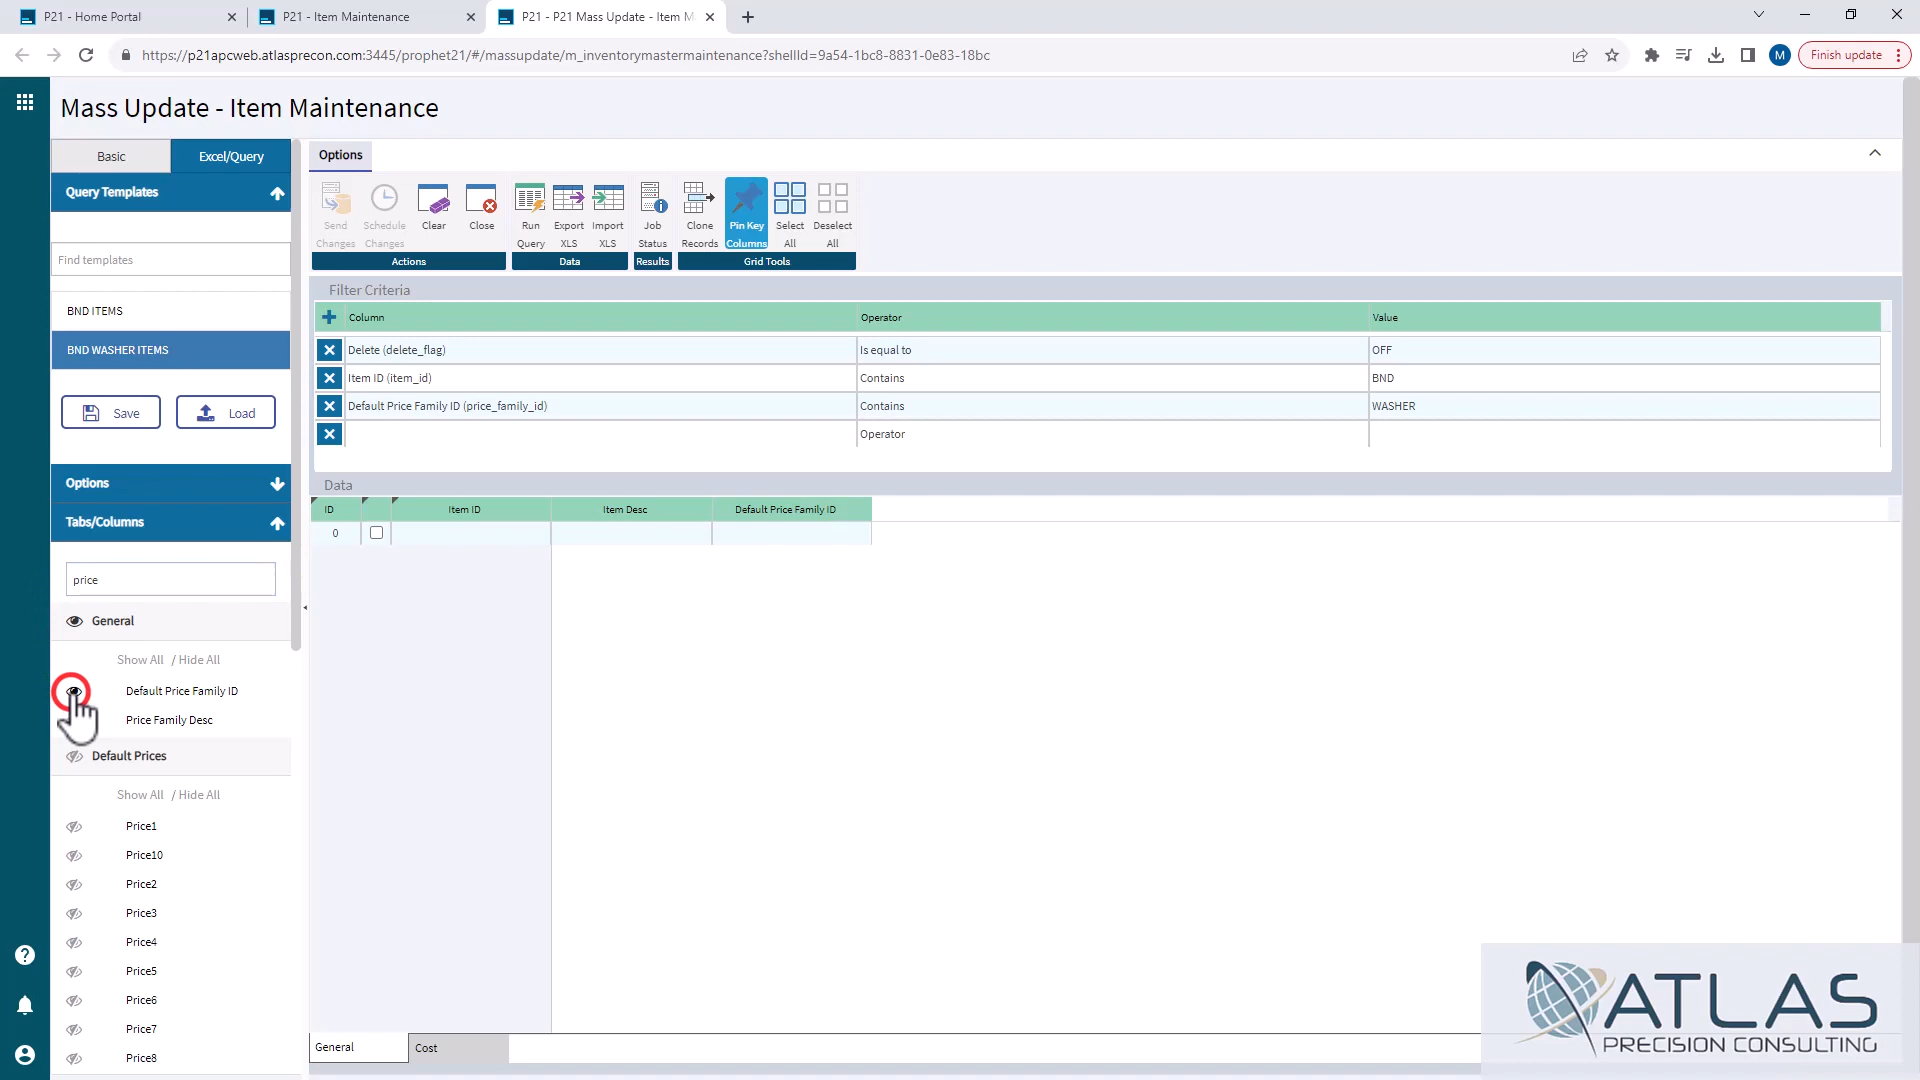 P21 - Home Portal
P21 - Item Maintenance
P21 - P21 Mass Update - Item M
https://p21apcweb.atlasprecon.com:3445/prophet21/#/massupdate/m_inventorymastermaintenance?shellId=9a54-1bc8-8831-0e83-18bc
M
Finish update
Mass Update - Item Maintenance
Basic
Excel/Query
Query Templates
Find templates
BND ITEMS
BND WASHER ITEMS
Save
Load
Options
Tabs/Columns
price
General
Show All / Hide All
Default Price Family ID
Price Family Desc
Default Prices
Show All / Hide All
Price1
Price10
Price2
Price3
Price4
Price5
Price6
Price7
Price8
Options
Send Changes
Schedule Changes
Clear
Close
Run Query
Export XLS
Import XLS
Job Status
Clone Records
Pin Key Columns
Select All
Deselect All
Actions
Data
Results
Grid Tools
Filter Criteria
Column Operator Value
Delete (delete_flag) Is equal to OFF
Item ID (item_id) Contains BND
Default Price Family ID (price_family_id) Contains WASHER
Operator
Data
ID Item ID Item Desc Default Price Family ID
0
General
Cost
ATLAS
PRECISION CONSULTING